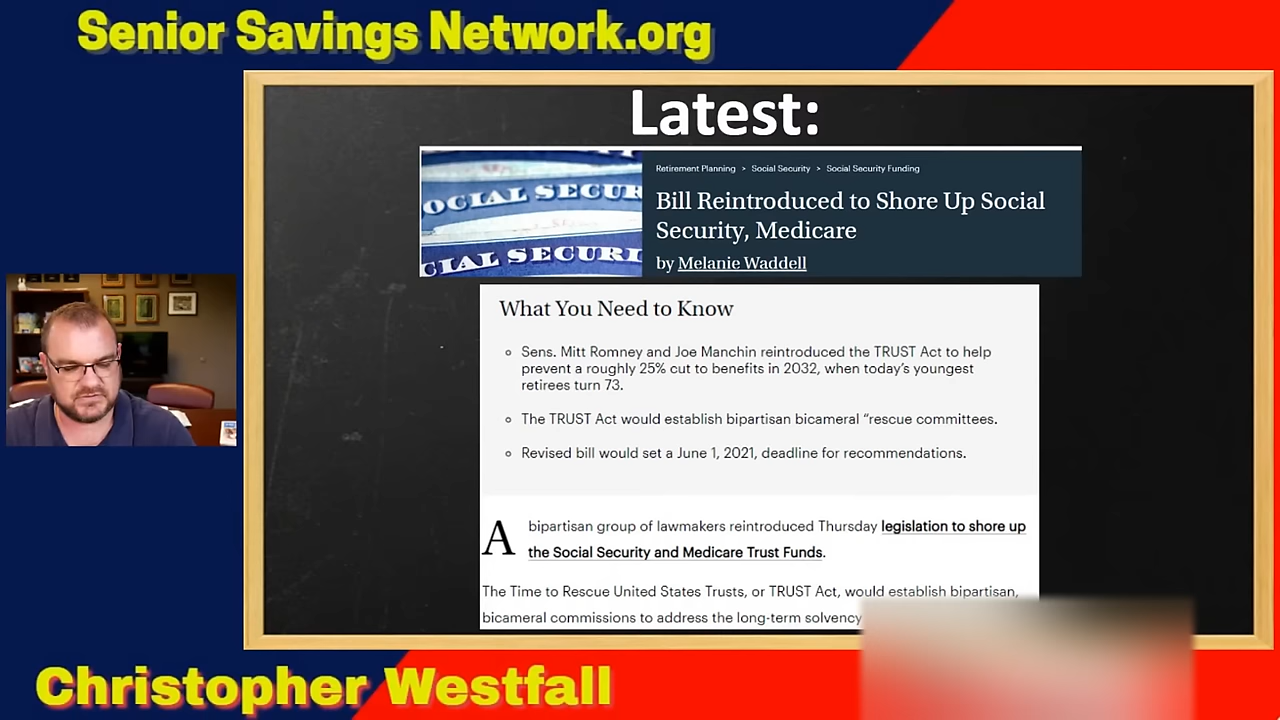 Senior Savings Network.org
Latest:
OCIAL SECUR
CIAL SECURI
Retirement Planning > Social Security > Social Security Funding
Bill Reintroduced to Shore Up Social
Security, Medicare
by Melanie Waddell
What You Need to Know
Sens. Mitt Romney and Joe Manchin reintroduced the TRUST Act to help
prevent a roughly 25% cut to benefits in 2032, when today’s youngest
retirees turn 73.
The TRUST Act would establish bipartisan bicameral “rescue committees.
Revised bill would set a June 1, 2021, deadline for recommendations.
A bipartisan group of lawmakers reintroduced Thursday legislation to shore up
the Social Security and Medicare Trust Funds.
The Time to Rescue United States Trusts, or TRUST Act, would establish bipartisan,
bicameral commissions to address the long-term solvency
Christopher Westfall